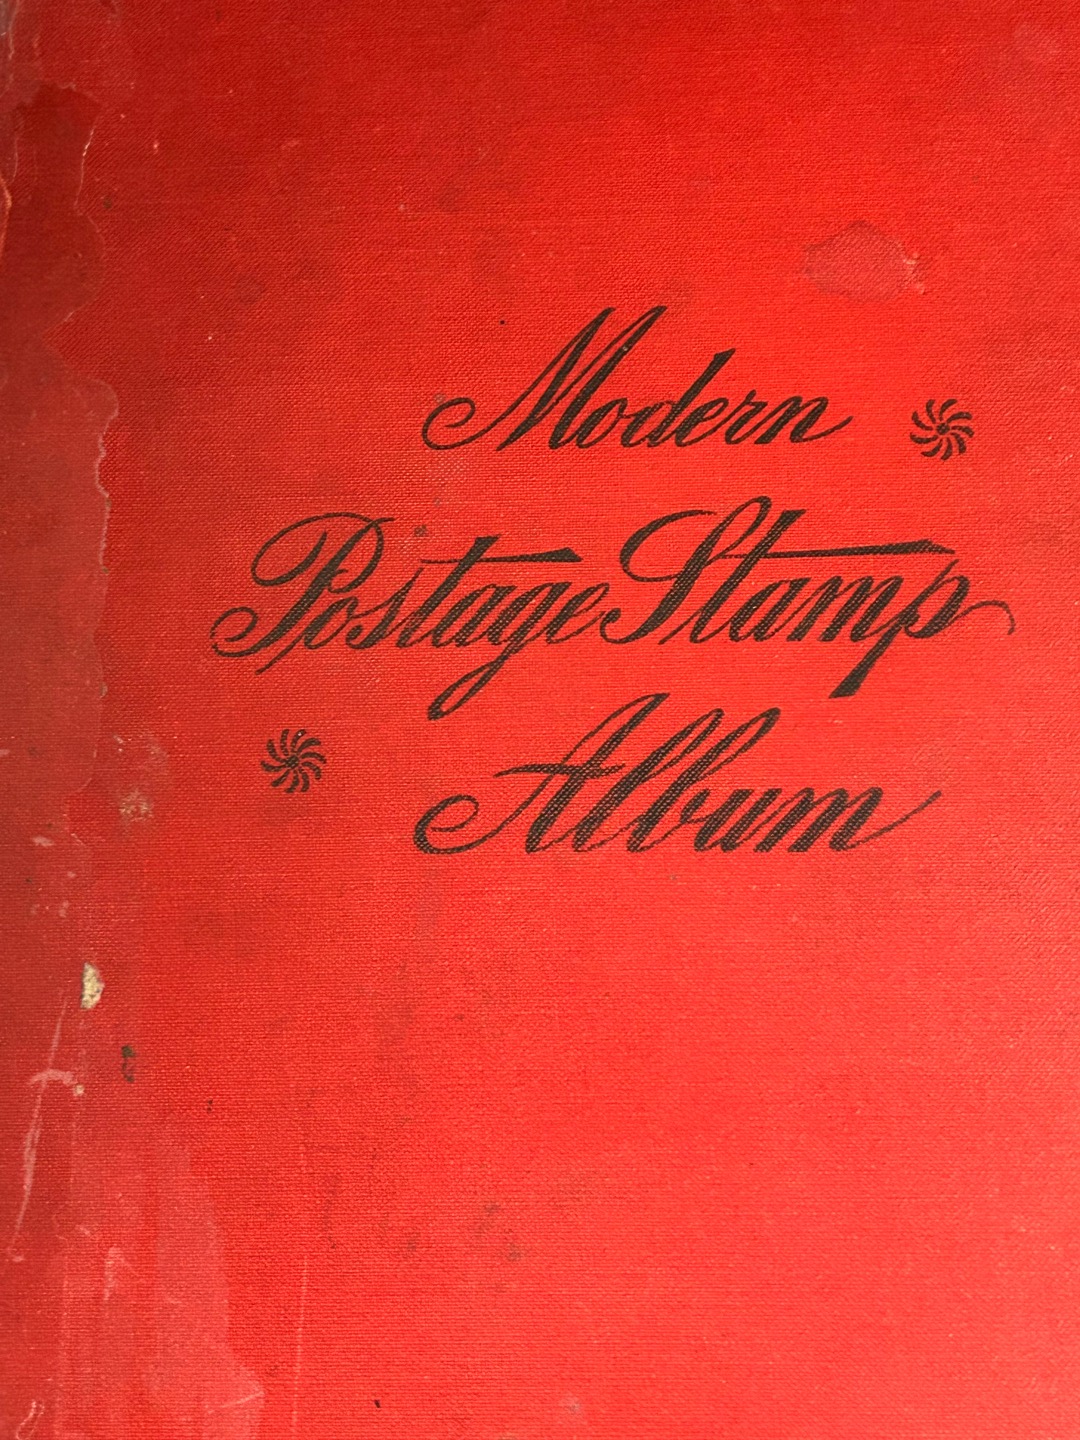 Modern
Postage Stamp
Album